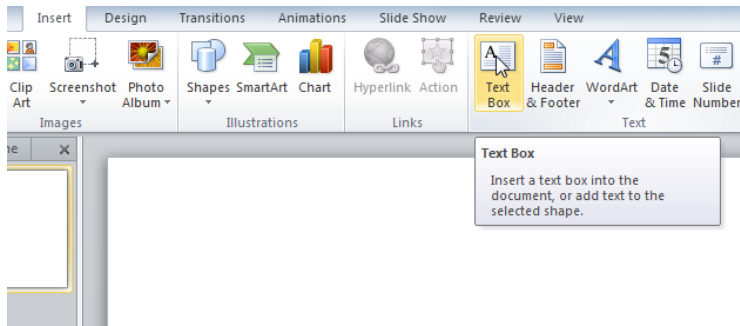 Insert Design Transitions Animations Slide Show Review View
Clip Art
Screenshot
Photo Album
Shapes
SmartArt
Chart
Hyperlink
Action
Text Box
Header & Footer
WordArt
Date & Time
Slide Number
Images Illustrations Links Text
Text Box
Insert a text box into the
document, or add text to the
selected shape.